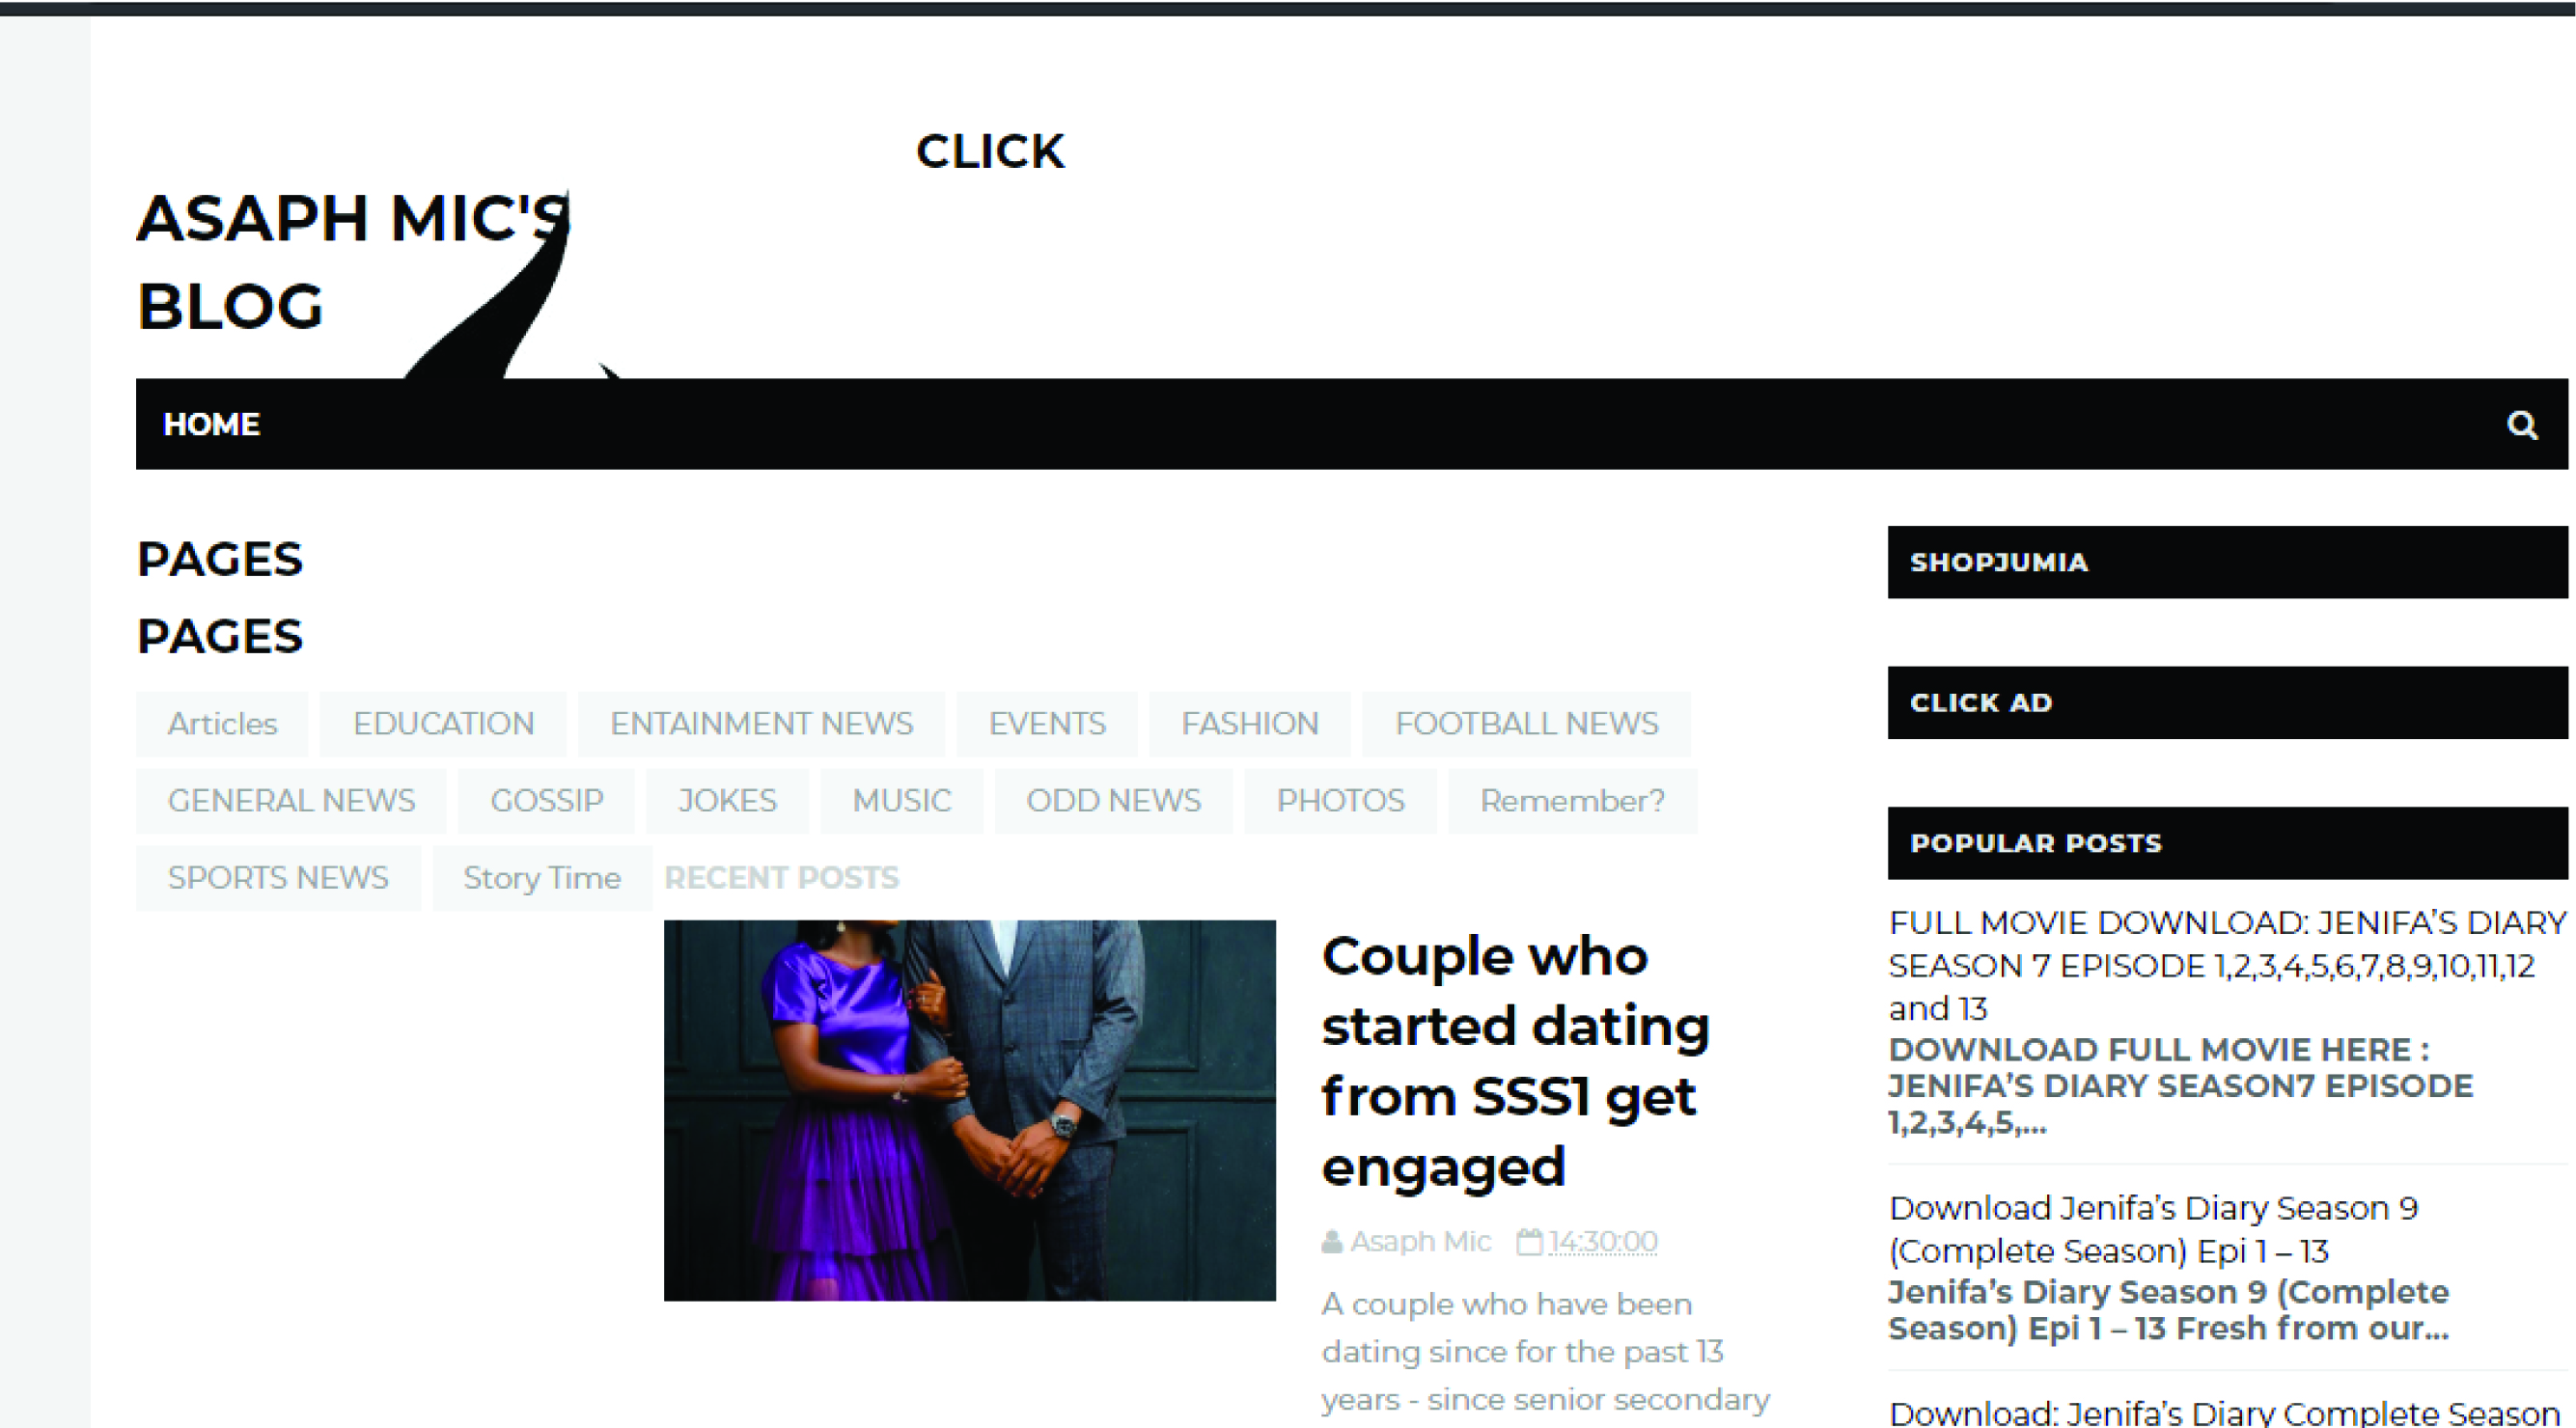 CLICK
ASAPH MIC'S
BLOG
HOME
PAGES
PAGES
Articles EDUCATION ENTAINMENT NEWS EVENTS FASHION FOOTBALL NEWS
GENERAL NEWS GOSSIP JOKES MUSIC ODD NEWS PHOTOS Remember?
SPORTS NEWS Story Time RECENT POSTS
Couple who
started dating
from SSS1 get
engaged
Asaph Mic 14:30:00
A couple who have been
dating since for the past 13
years - since senior secondary
SHOPJUMIA
CLICK AD
POPULAR POSTS
FULL MOVIE DOWNLOAD: JENIFA'S DIARY
SEASON 7 EPISODE 1,2,3,4,5,6,7,8,9,10,11,12
and 13
DOWNLOAD FULL MOVIE HERE :
JENIFA'S DIARY SEASON7 EPISODE
1,2,3,4,5,...
Download Jenifa's Diary Season 9
(Complete Season) Epi 1 – 13
Jenifa's Diary Season 9 (Complete
Season) Epi 1 – 13 Fresh from our...
Download: Jenifa's Diary Complete Season